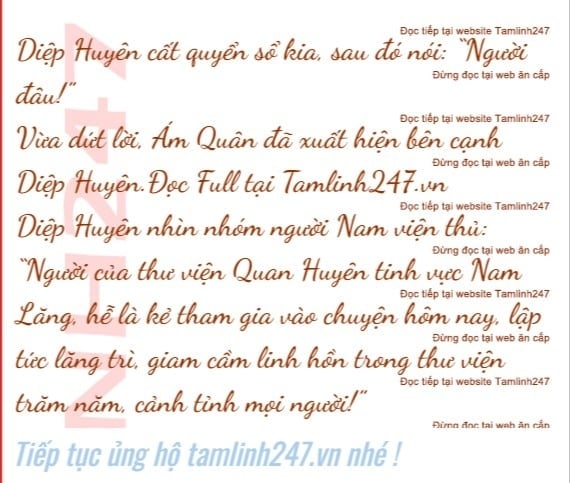 Đọc tiếp tại website Tamlinh247
Diệp Huyên cất quyển sổ kia, sau đó nói: “Người
Đừng đọc tại web ăn cắp
đâu!”
Đọc tiếp tại website Tamlinh247
Vừa dứt lời, Ám Quân đã xuất hiện bên cạnh
Đừng đọc tại web ăn cắp
Diệp Huyên.Đọc Full tại Tamlinh247.vn
Đọc tiếp tại website Tamlinh247
Diệp Huyên nhìn nhóm người Nam viện thủ:
Đừng đọc tại web ăn cắp
“Người của thư viện Quan Huyên tinh vực Nam
Đọc tiếp tại website Tamlinh247
Lăng, hễ là kẻ tham gia vào chuyện hôm nay, lập
Đừng đọc tại web ăn cắp
tức lăng trì, giam cầm linh hồn trong thư viện
Đọc tiếp tại website Tamlinh247
trăm năm, cảnh tỉnh mọi người!”
Đừng đọc tại web ăn cắp
NH247
Tiếp tục ủng hộ tamlinh247.vn nhé !